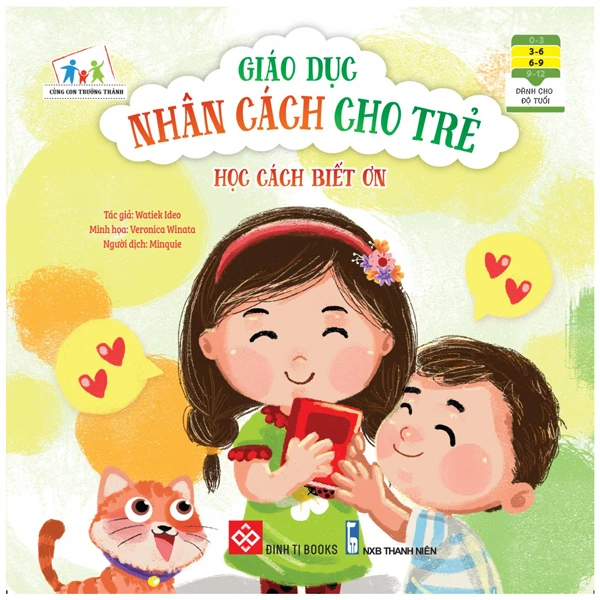 CÙNG CON TRƯỞNG THÀNH
GIÁO DỤC
NHÂN CÁCH CHO TRẺ
HỌC CÁCH BIẾT ƠN
0-3
3-6
6-9
9-12
DÀNH CHO
ĐỘ TUỔI
Tác giả: Watiek Ideo
Minh họa: Veronica Winata
Người dịch: Minquie
ĐINH TỊ BOOKS
NXB THANH NIÊN